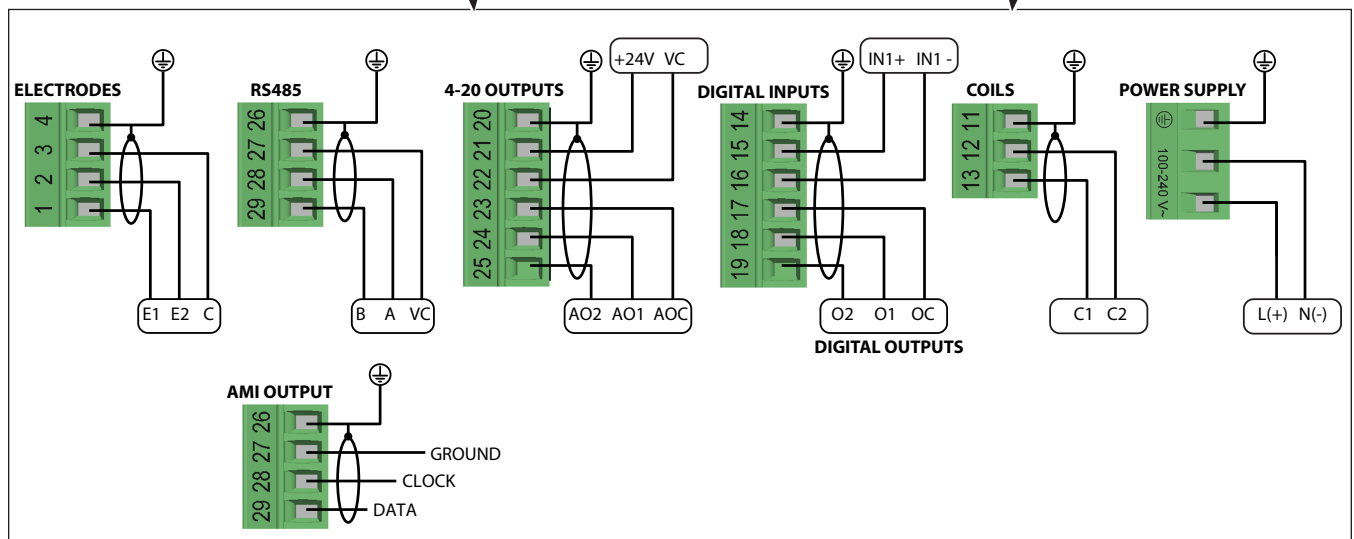 +24V VC
IN1+ IN1 -
ELECTRODES
4
3
2
1
E1 E2 C
RS485
26
27
28
29
B A VC
4-20 OUTPUTS
20
21
22
23
24
25
AO2 AO1 AOC
DIGITAL INPUTS
14
15
16
17
18
19
O2 O1 OC
DIGITAL OUTPUTS
COILS
11
12
13
C1 C2
POWER SUPPLY
100-240 V~
L(+) N(-)
AMI OUTPUT
26
27
28
29
GROUND
CLOCK
DATA